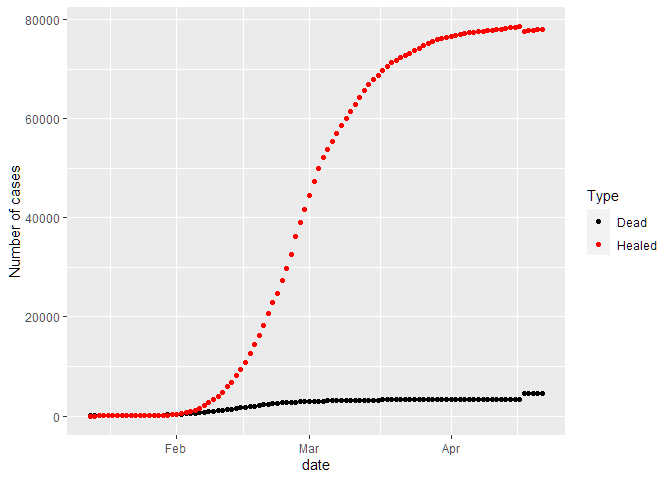 80000
60000
40000
20000
0
Number of cases
Feb
Mar
Apr
date
Type
Dead
Healed